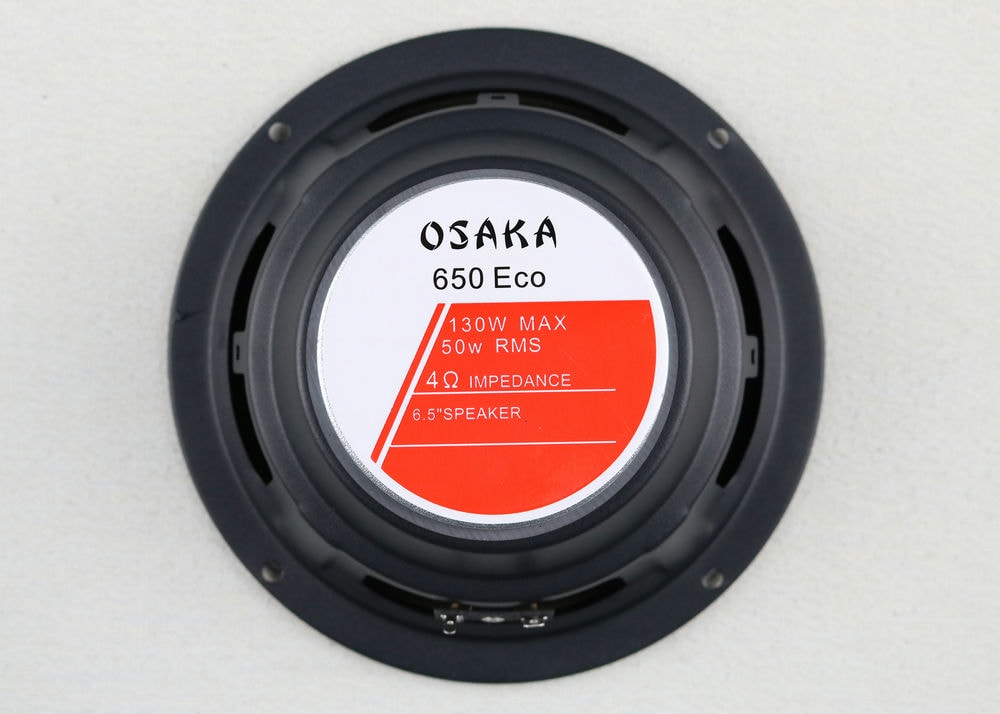 OSAKA
650 Eco
130W MAX
50w RMS
4Ω IMPEDANCE
6.5"SPEAKER